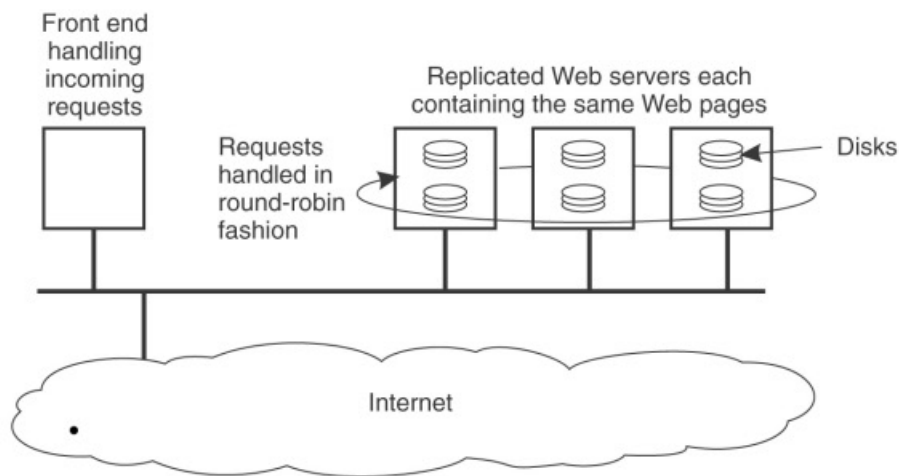 Front end
handling
incoming
requests
Replicated Web servers each
containing the same Web pages
Requests
handled in
round-robin
fashion
Disks
Internet